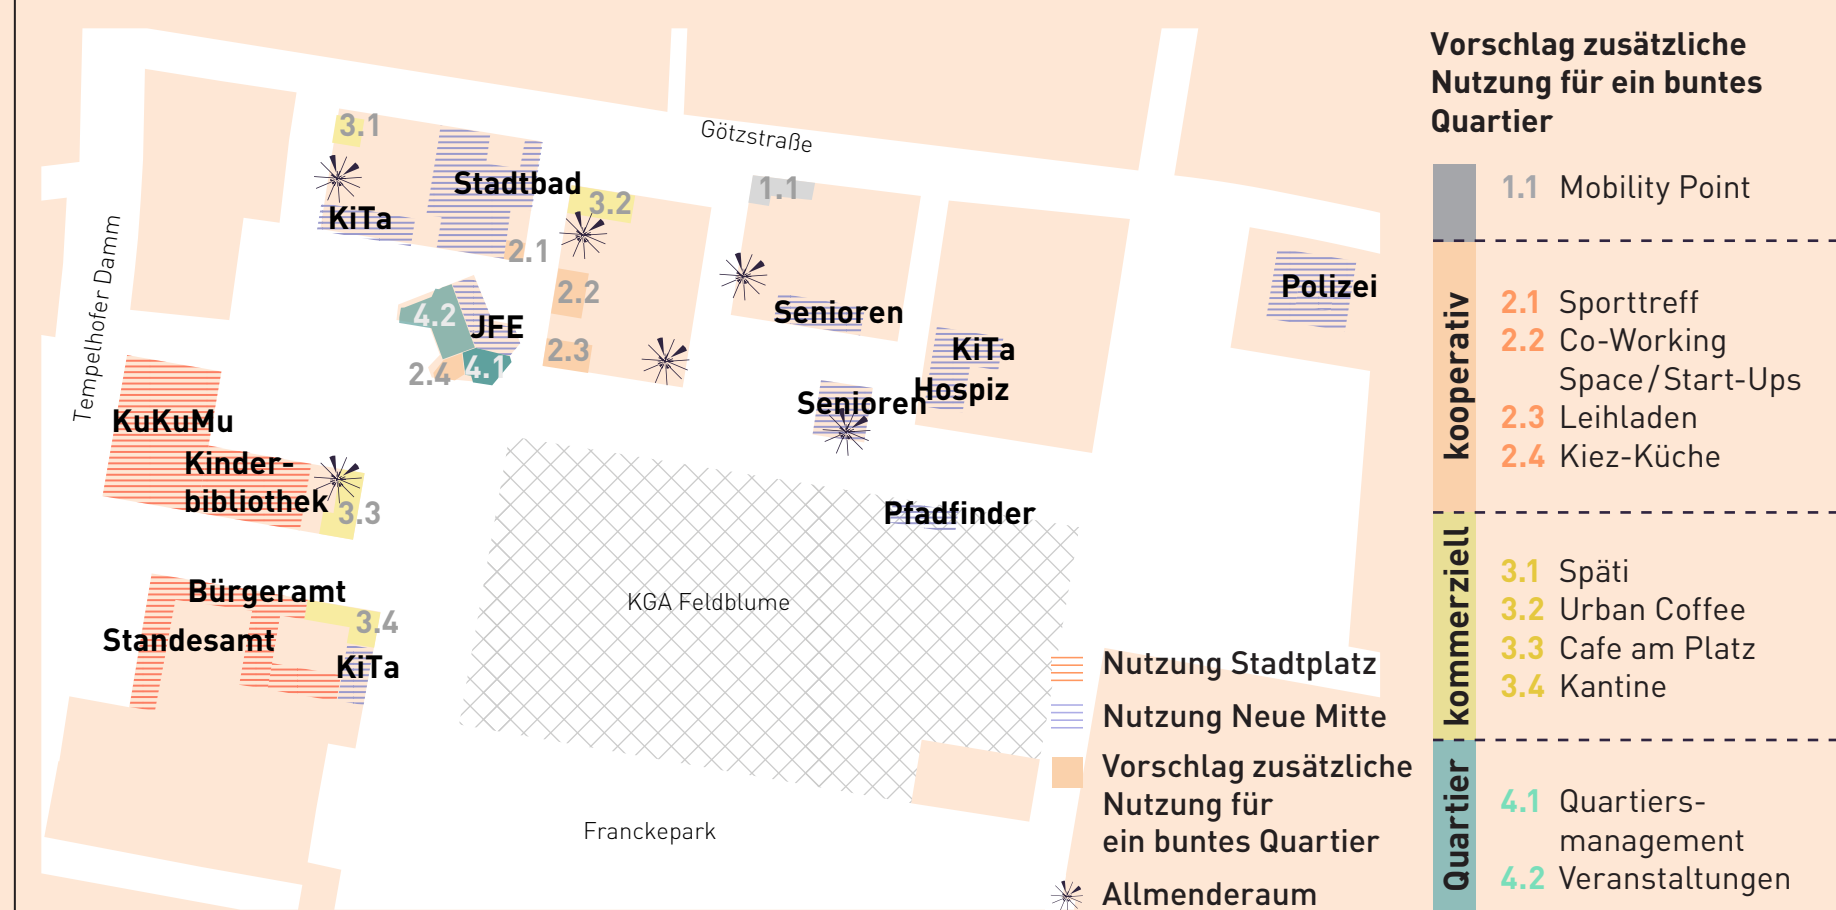 Götzstraße
Tempelhofer Damm
3.1
KiTa
Stadtbad
3.2
2.1
1.1
2.2
2.3
4.2
JFE
2.4
4.1
Senioren
Polizei
KiTa
Hospiz
Senioren
KuKuMu
Kinder-
bibliothek
3.3
Pfadfinder
Bürgeramt
3.4
Standesamt
KiTa
KGA Feldblume
Franckepark
Nutzung Stadtplatz
Nutzung Neue Mitte
Vorschlag zusätzliche
Nutzung für
ein buntes Quartier
Allmenderaum
Vorschlag zusätzliche
Nutzung für ein buntes
Quartier
1.1 Mobility Point
kooperativ
2.1 Sporttreff
2.2 Co-Working
Space/Start-Ups
2.3 Leihladen
2.4 Kiez-Küche
kommerziell
3.1 Späti
3.2 Urban Coffee
3.3 Cafe am Platz
3.4 Kantine
Quartier
4.1 Quartiers-
management
4.2 Veranstaltungen